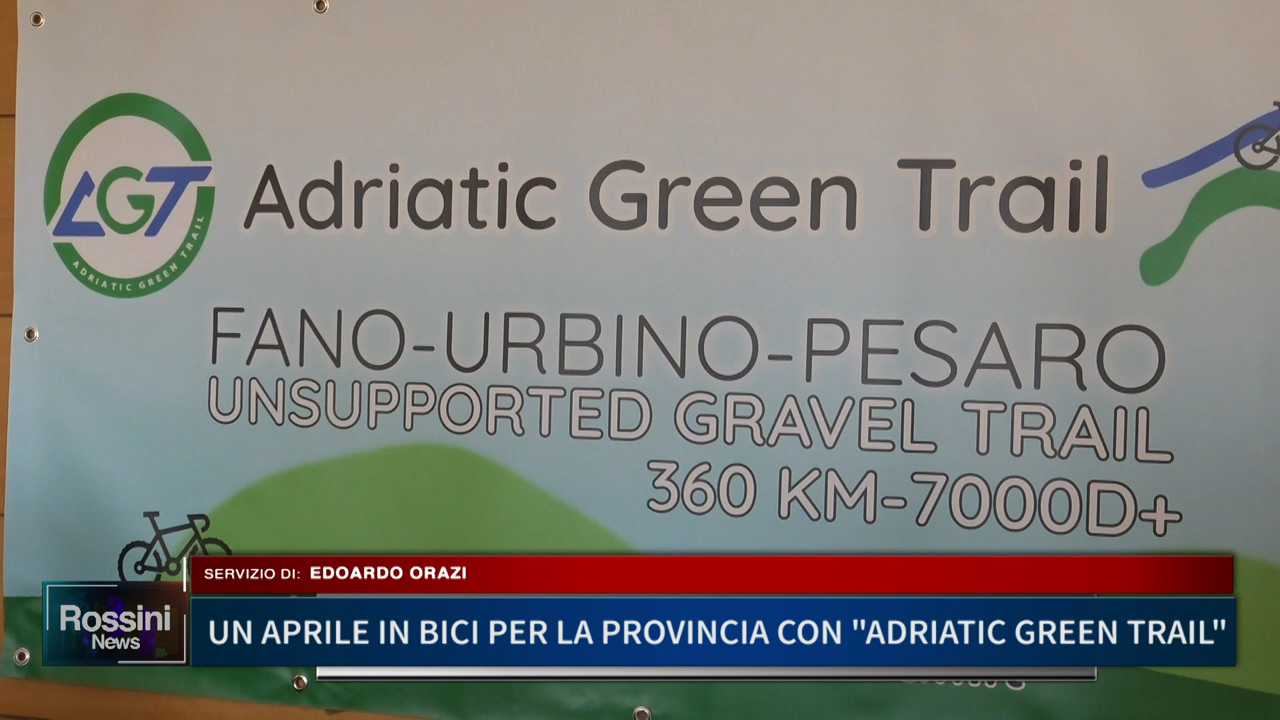 AGT
ADRIATIC GREEN TRAIL
Adriatic Green Trail
FANO-URBINO-PESARO
UNSUPPORTED GRAVEL TRAIL
360 KM-7000D+
SERVIZIO DI: EDOARDO ORAZI
Rossini
News
UN APRILE IN BICI PER LA PROVINCIA CON "ADRIATIC GREEN TRAIL"